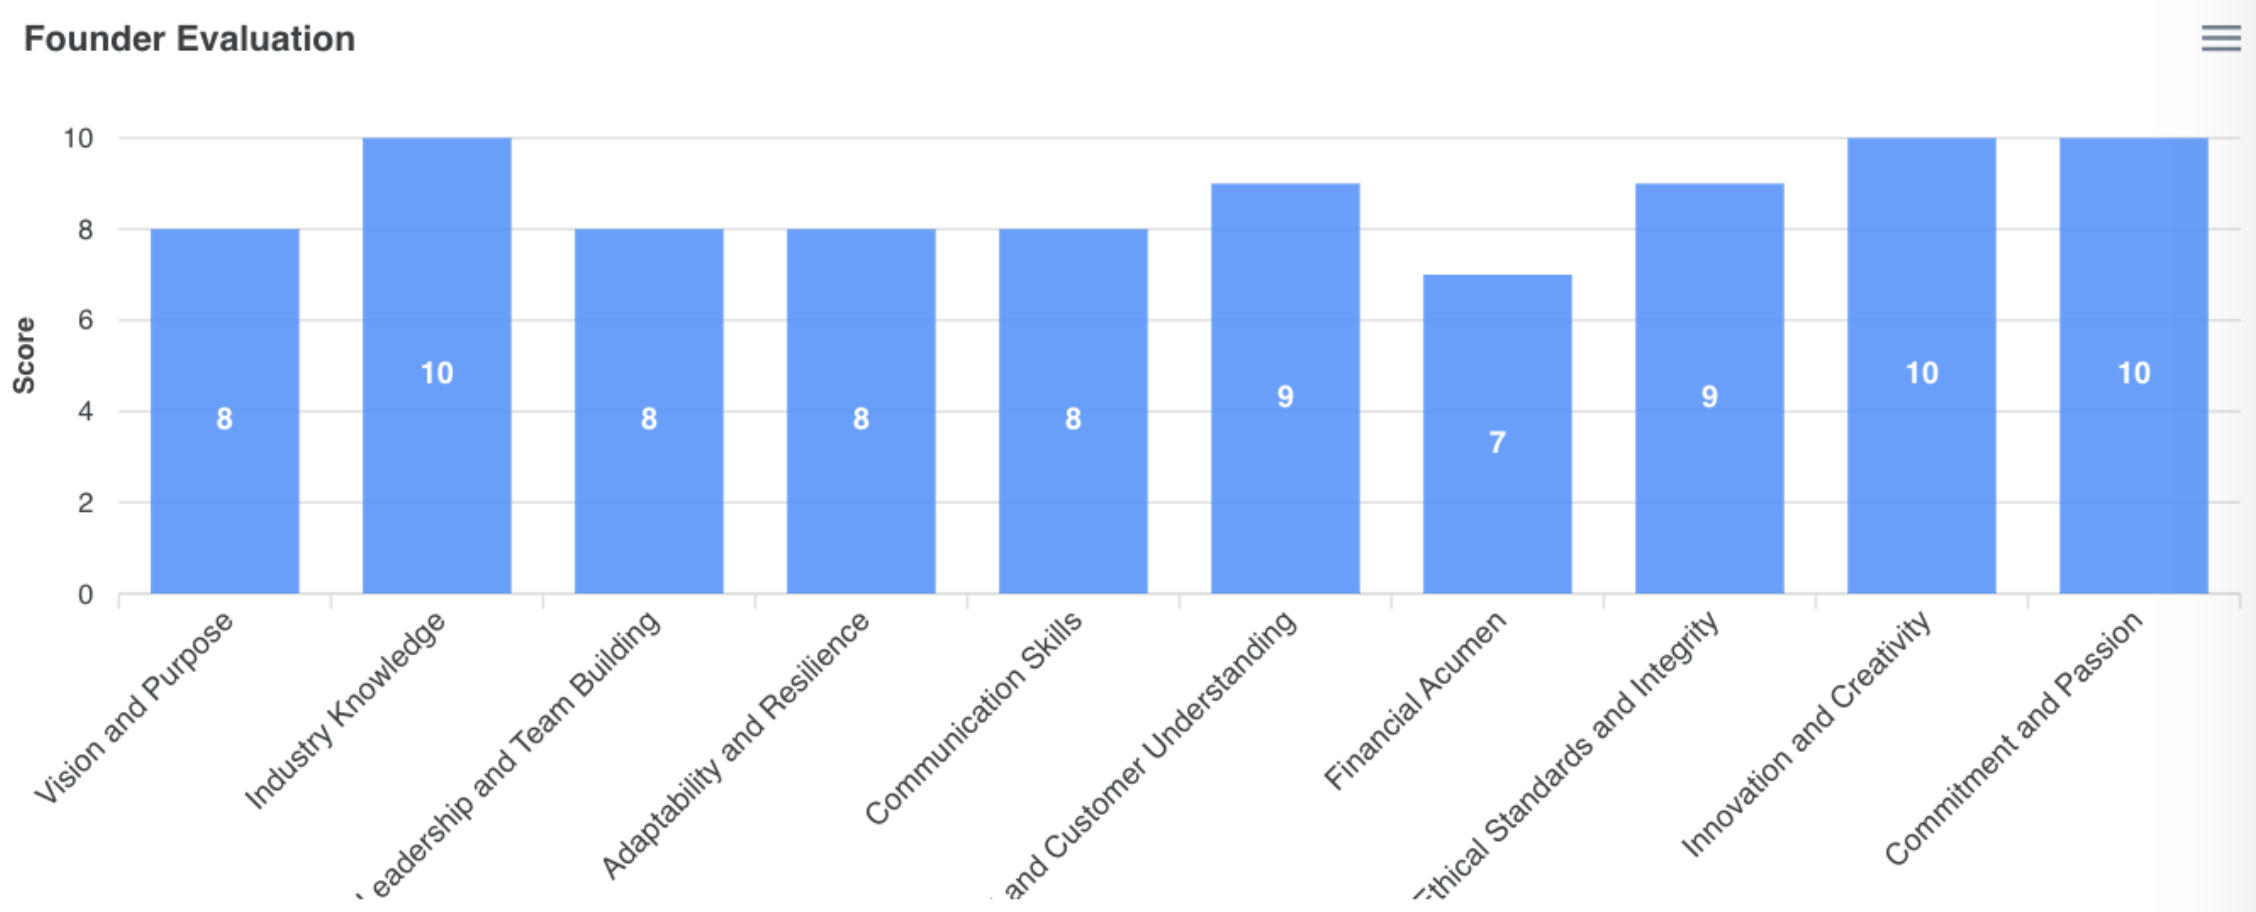 Founder Evaluation
Score
10
8
6
4
2
0
8
10
8
8
8
9
7
9
10
10
Vision and Purpose
Industry Knowledge
Leadership and Team Building
Adaptability and Resilience
Communication Skills
and Customer Understanding
Financial Acumen
Ethical Standards and Integrity
Innovation and Creativity
Commitment and Passion